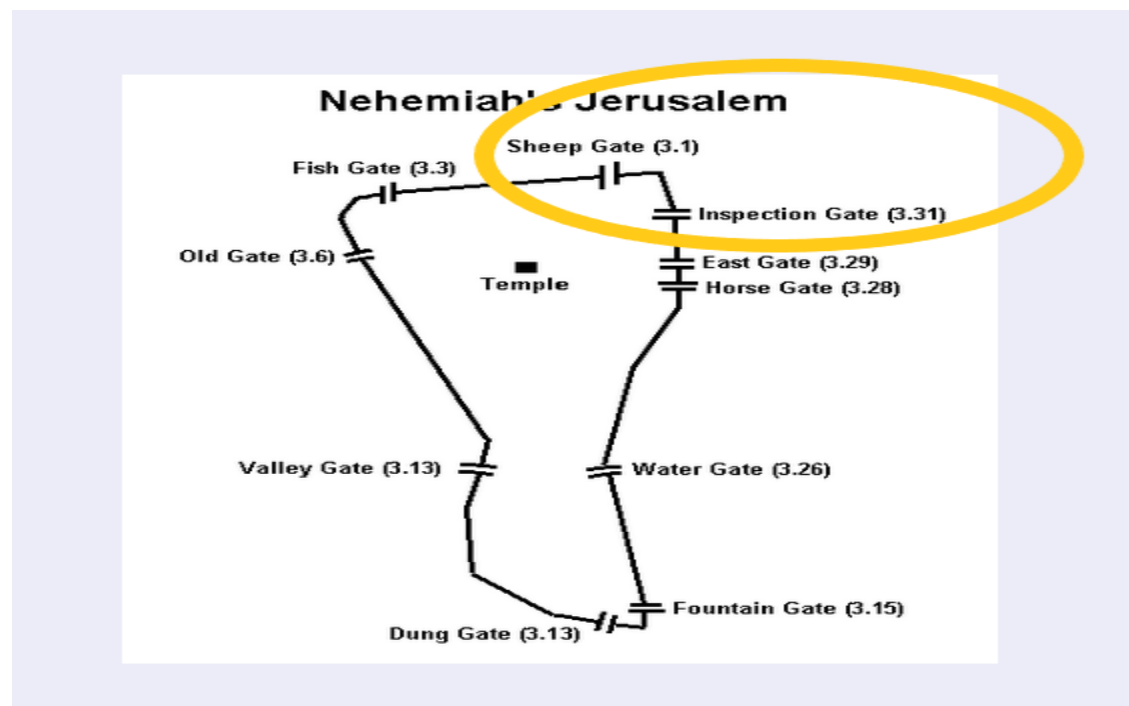 Nehemiah's Jerusalem
Sheep Gate (3.1)
Fish Gate (3.3)
Inspection Gate (3.31)
Old Gate (3.6)
East Gate (3.29)
Temple
Horse Gate (3.28)
Valley Gate (3.13)
Water Gate (3.26)
Fountain Gate (3.15)
Dung Gate (3.13)